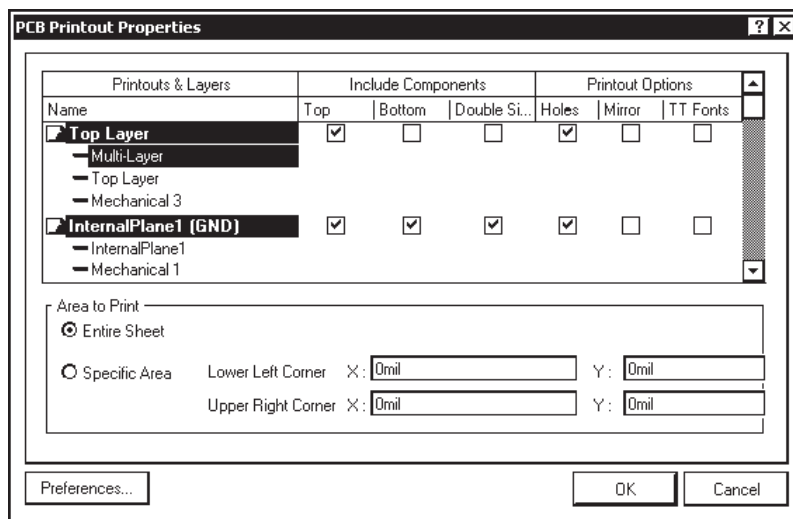 PCB Printout Properties
Printouts & Layers Include Components Printout Options
Name Top Bottom Double Si... Holes Mirror TT Fonts
Top Layer
Multi-Layer
Top Layer
Mechanical 3
InternalPlane1 (GND)
InternalPlane1
Mechanical 1
Area to Print
Entire Sheet
Specific Area Lower Left Corner X: 0mil Y: 0mil
Upper Right Corner X: 0mil Y: 0mil
Preferences... OK Cancel